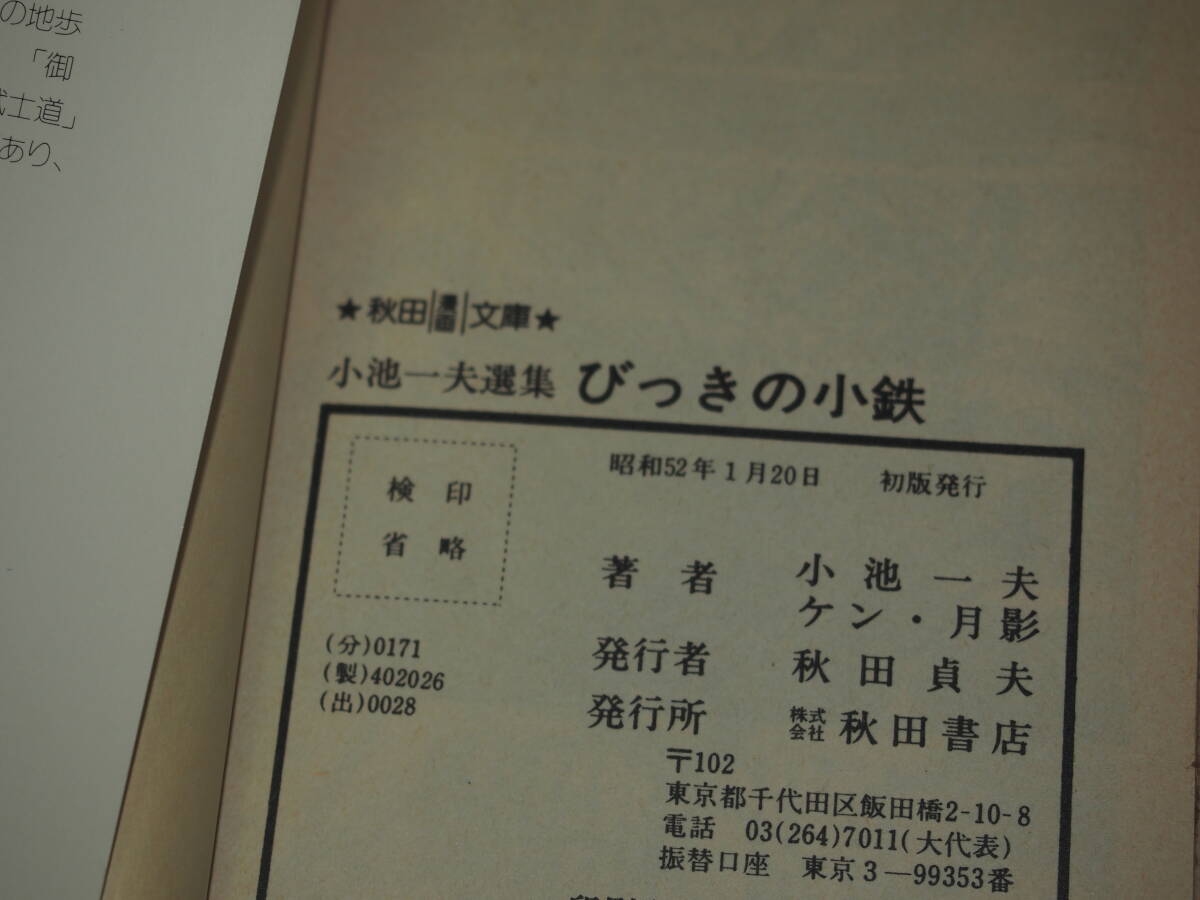 の地歩
「御
士道」
あり、
★秋田漫画文庫★
小池一夫選集 びっきの小鉄
検印
省略
昭和52年1月20日 初版発行
著者 小池一夫
ケン・月影
発行者 秋田貞夫
発行所 株式会社 秋田書店
〒102
東京都千代田区飯田橋2-10-8
電話 03(264)7011(大代表)
振替口座 東京3―99353番
(分)0171
(製)402026
(出)0028